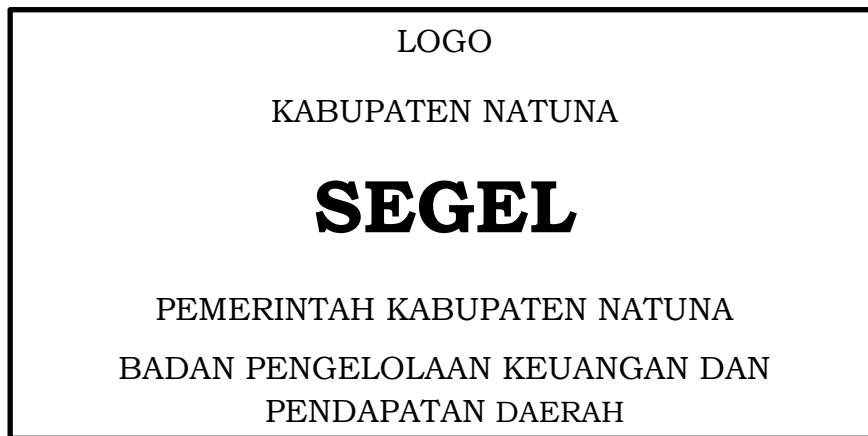 LOGO
KABUPATEN NATUNA
SEGEL
PEMERINTAH KABUPATEN NATUNA
BADAN PENGELOLAAN KEUANGAN DAN
PENDAPATAN DAERAH